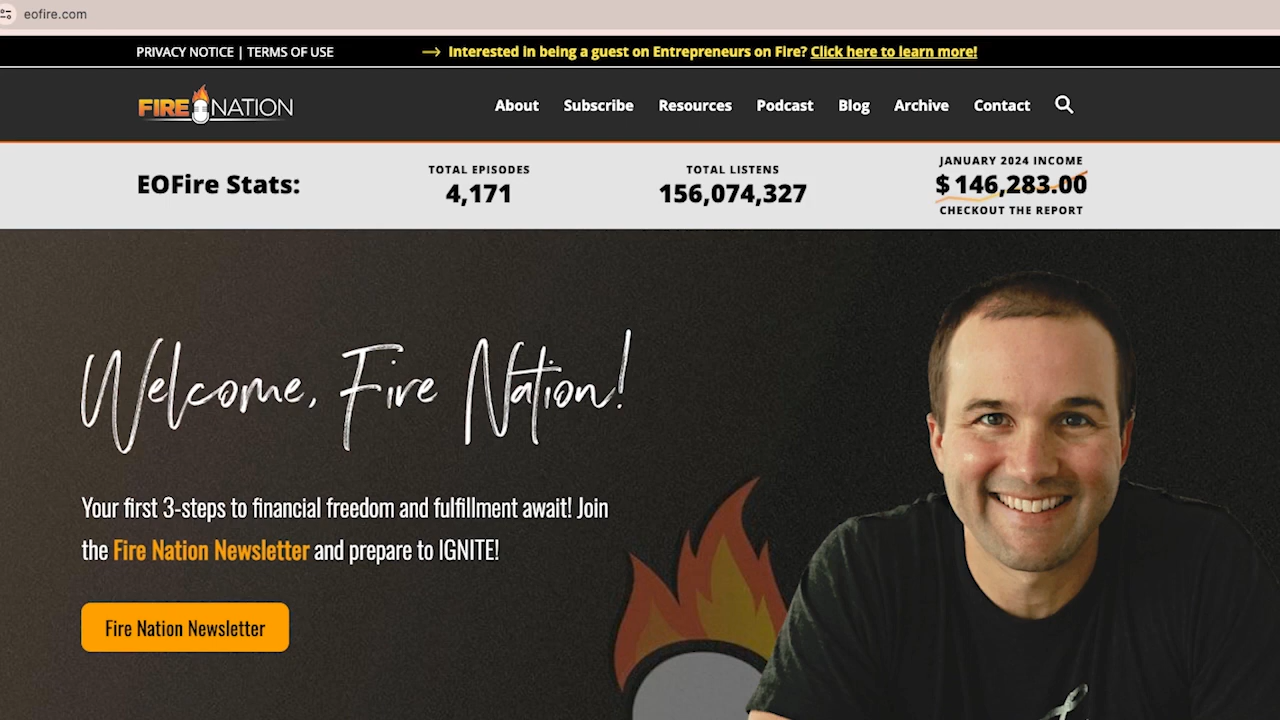 eofire.com
PRIVACY NOTICE | TERMS OF USE
Interested in being a guest on Entrepreneurs on Fire? Click here to learn more!
FIRE NATION
About Subscribe Resources Podcast Blog Archive Contact
EOFire Stats:
TOTAL EPISODES
4,171
TOTAL LISTENS
156,074,327
JANUARY 2024 INCOME
$ 146,283.00
CHECKOUT THE REPORT
Welcome, Fire Nation!
Your first 3-steps to financial freedom and fulfillment await! Join
the Fire Nation Newsletter and prepare to IGNITE!
Fire Nation Newsletter